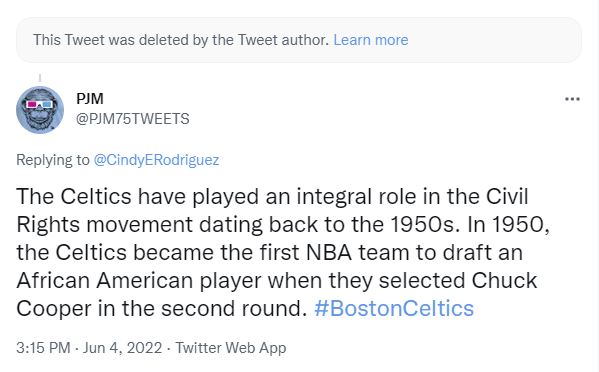 This Tweet was deleted by the Tweet author. Learn more
PJM
@PJM75TWEETS
Replying to @CindyERodriguez
The Celtics have played an integral role in the Civil
Rights movement dating back to the 1950s. In 1950,
the Celtics became the first NBA team to draft an
African American player when they selected Chuck
Cooper in the second round. #BostonCeltics
3:15 PM · Jun 4, 2022 · Twitter Web App